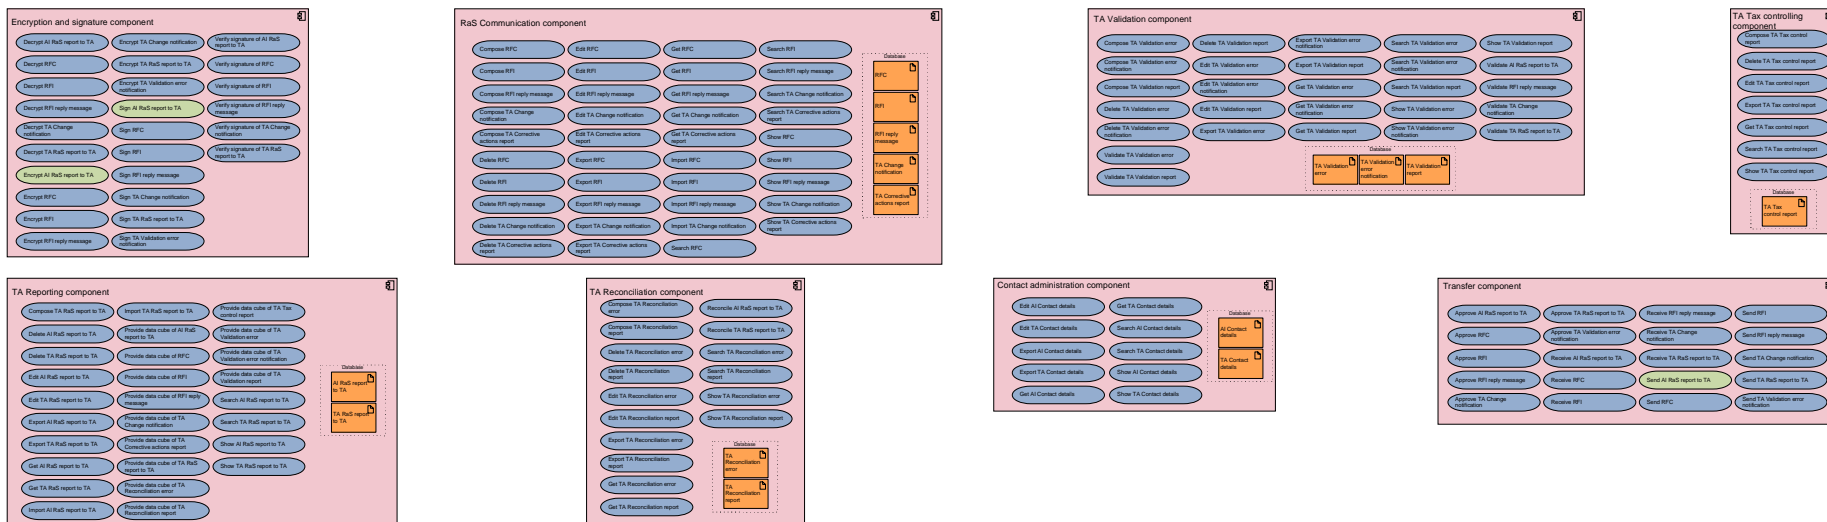 Encryption and signature component
Decrypt AI RaS report to TA
Decrypt RFC
Decrypt RFI
Decrypt RFI reply message
Decrypt TA Change
notification
Decrypt TA RaS report to TA
Encrypt AI RaS report to TA
Encrypt RFC
Encrypt RFI
Encrypt RFI reply message
Encrypt TA Change notification
Encrypt TA RaS report to TA
Encrypt TA Validation error
notification
Sign AI RaS report to TA
Sign RFC
Sign RFI
Sign RFI reply message
Sign TA Change notification
Sign TA RaS report to TA
Sign TA Validation error
notification
Verify signature of AI RaS
report to TA
Verify signature of RFC
Verify signature of RFI
Verify signature of RFI reply
message
Verify signature of TA Change
notification
Verify signature of TA RaS
report to TA
RaS Communication component
Compose RFC
Compose RFI
Compose RFI reply message
Compose TA Change
notification
Compose TA Corrective
actions report
Delete RFC
Delete RFI
Delete RFI reply message
Delete TA Change notification
Delete TA Corrective actions
report
Edit RFC
Edit RFI
Edit RFI reply message
Edit TA Change notification
Edit TA Corrective actions
report
Export RFC
Export RFI
Export RFI reply message
Export TA Change notification
Export TA Corrective actions
report
Get RFC
Get RFI
Get RFI reply message
Get TA Change notification
Get TA Corrective actions
report
Import RFC
Import RFI
Import RFI reply message
Import TA Change notification
Search RFC
Search RFI
Search RFI reply message
Search TA Change notification
Search TA Corrective actions
report
Show RFC
Show RFI
Show RFI reply message
Show TA Change notification
Show TA Corrective actions
report
Database
RFC
RFI
RFI reply
message
TA Change
notification
TA Corrective
actions report
TA Validation component
Compose TA Validation error
Compose TA Validation error
notification
Compose TA Validation report
Delete TA Validation error
Delete TA Validation error
notification
Validate TA Validation error
Validate TA Validation report
Delete TA Validation report
Edit TA Validation error
Edit TA Validation error
notification
Edit TA Validation report
Export TA Validation error
Export TA Validation error
notification
Export TA Validation report
Get TA Validation error
Get TA Validation error
notification
Get TA Validation report
Search TA Validation error
Search TA Validation error
notification
Search TA Validation report
Show TA Validation error
Show TA Validation error
notification
Show TA Validation report
Validate AI RaS report to TA
Validate RFI reply message
Validate TA Change
notification
Validate TA RaS report to TA
Database
TA Validation
error
TA Validation
error
notification
TA Validation
report
TA Tax controlling
component
Compose TA Tax control
report
Delete TA Tax control report
Edit TA Tax control report
Export TA Tax control report
Get TA Tax control report
Search TA Tax control report
Show TA Tax control report
Database
TA Tax
control report
TA Reporting component
Compose TA RaS report to TA
Delete AI RaS report to TA
Delete TA RaS report to TA
Edit AI RaS report to TA
Edit TA RaS report to TA
Export AI RaS report to TA
Export TA RaS report to TA
Get AI RaS report to TA
Get TA RaS report to TA
Import AI RaS report to TA
Import TA RaS report to TA
Provide data cube of AI RaS
report to TA
Provide data cube of RFC
Provide data cube of RFI
Provide data cube of RFI reply
message
Provide data cube of TA
Change notification
Provide data cube of TA
Corrective actions report
Provide data cube of TA RaS
report to TA
Provide data cube of TA
Reconciliation error
Provide data cube of TA
Reconciliation report
Provide data cube of TA Tax
control report
Provide data cube of TA
Validation error
Provide data cube of TA
Validation error notification
Provide data cube of TA
Validation report
Search AI RaS report to TA
Search TA RaS report to TA
Show AI RaS report to TA
Show TA RaS report to TA
Database
AI RaS report
to TA
TA RaS report
to TA
TA Reconciliation component
Compose TA Reconciliation
error
Compose TA Reconciliation
report
Delete TA Reconciliation error
Delete TA Reconciliation
report
Edit TA Reconciliation error
Edit TA Reconciliation report
Export TA Reconciliation error
Export TA Reconciliation
report
Get TA Reconciliation error
Get TA Reconciliation report
Reconcile AI RaS report to TA
Reconcile TA RaS report to TA
Search TA Reconciliation error
Search TA Reconciliation
report
Show TA Reconciliation error
Show TA Reconciliation report
Database
TA
Reconciliation
error
TA
Reconciliation
report
Contact administration component
Edit AI Contact details
Edit TA Contact details
Export AI Contact details
Export TA Contact details
Get AI Contact details
Get TA Contact details
Search AI Contact details
Search TA Contact details
Show AI Contact details
Show TA Contact details
Database
AI Contact
details
TA Contact
details
Transfer component
Approve AI RaS report to TA
Approve RFC
Approve RFI
Approve RFI reply message
Approve TA Change
notification
Approve TA RaS report to TA
Approve TA Validation error
notification
Receive AI RaS report to TA
Receive RFC
Receive RFI
Receive RFI reply message
Receive TA Change
notification
Receive TA RaS report to TA
Send AI RaS report to TA
Send RFC
Send RFI
Send RFI reply message
Send TA Change notification
Send TA RaS report to TA
Send TA Validation error
notification